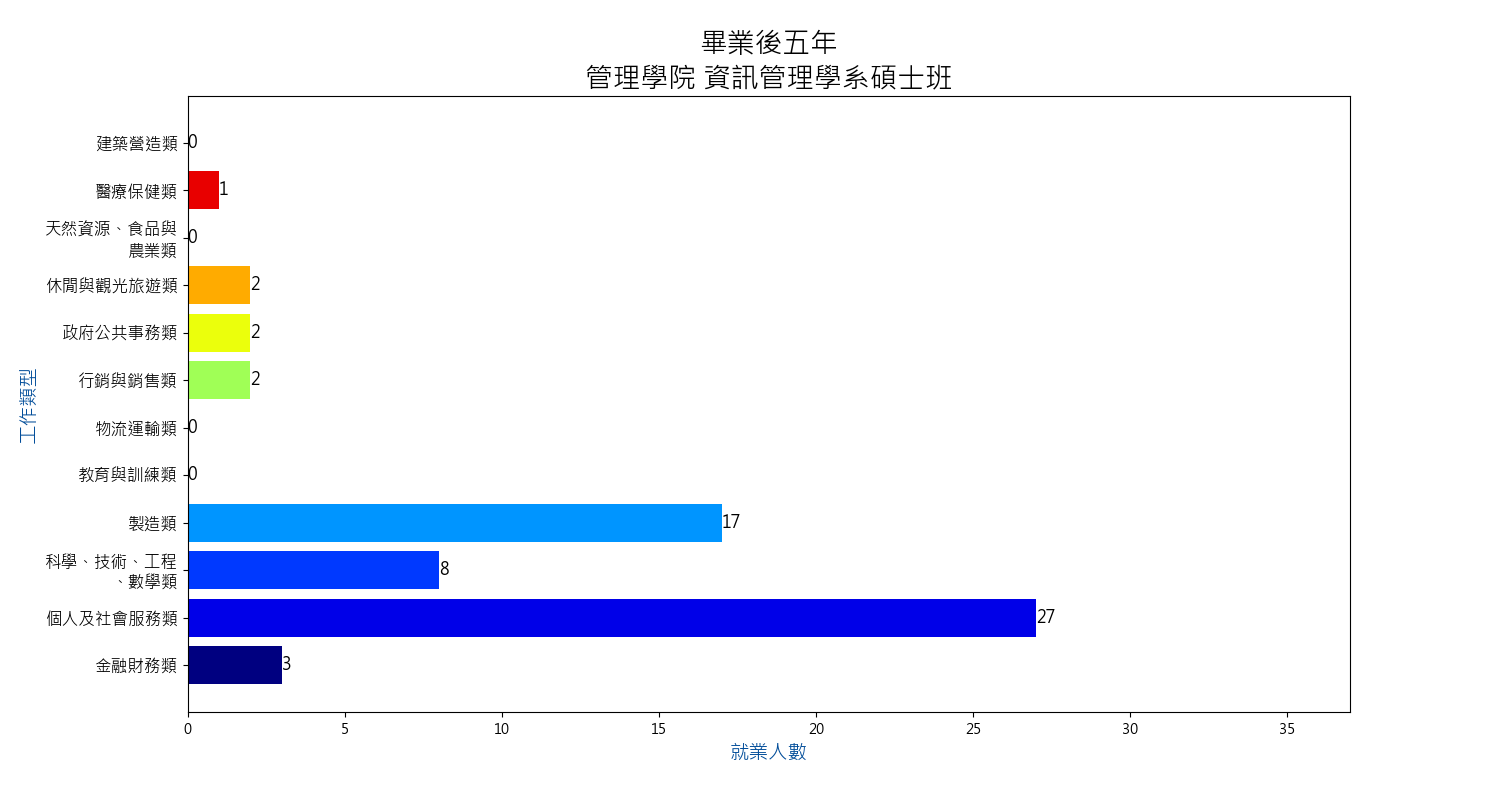 畢業後五年
管理學院 資訊管理學系碩士班
建築營造類
0
醫療保健類
1
天然資源、食品與
農業類
0
休閒與觀光旅遊類
2
政府公共事務類
2
行銷與銷售類
2
物流運輸類
0
教育與訓練類
0
製造類
17
科學、技術、工程
、數學類
8
個人及社會服務類
27
金融財務類
3
工作類型
0 5 10 15 20 25 30 35
就業人數